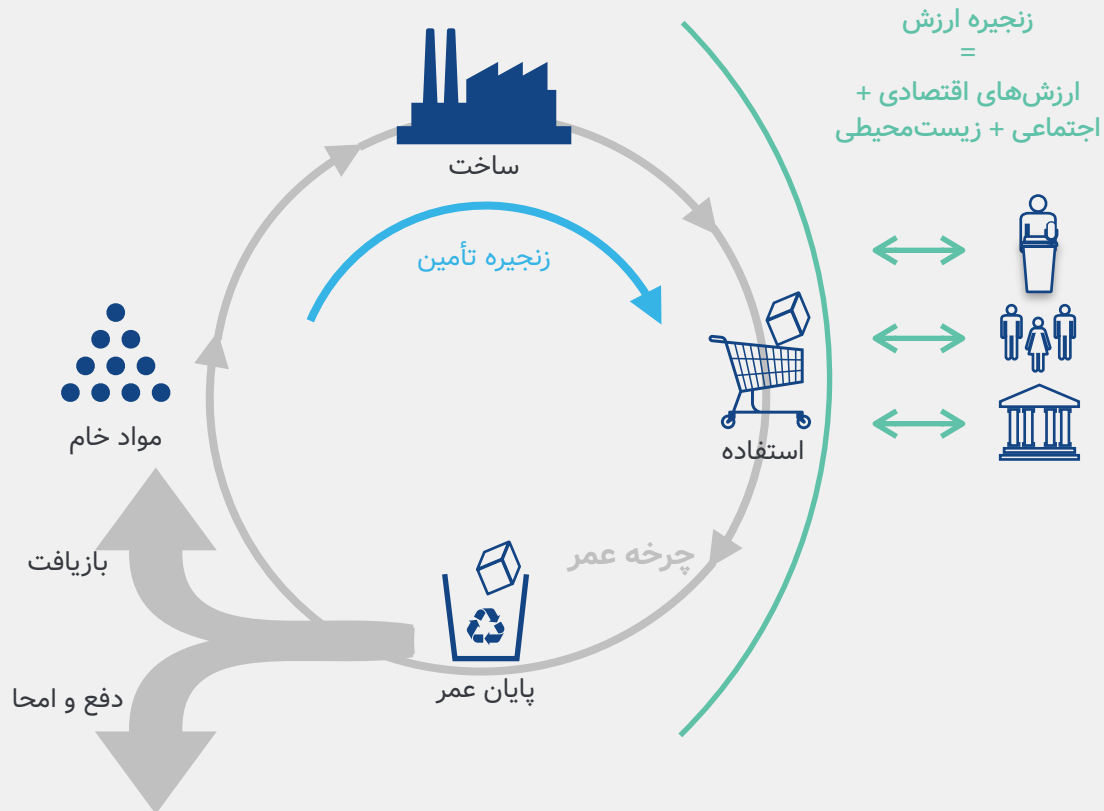 زنجیره ارزش
=
ارزش‌های اقتصادی +
اجتماعی + زیست‌محیطی
ساخت
زنجیره تأمین
مواد خام
استفاده
چرخه عمر
بازیافت
پایان عمر
دفع و امحا